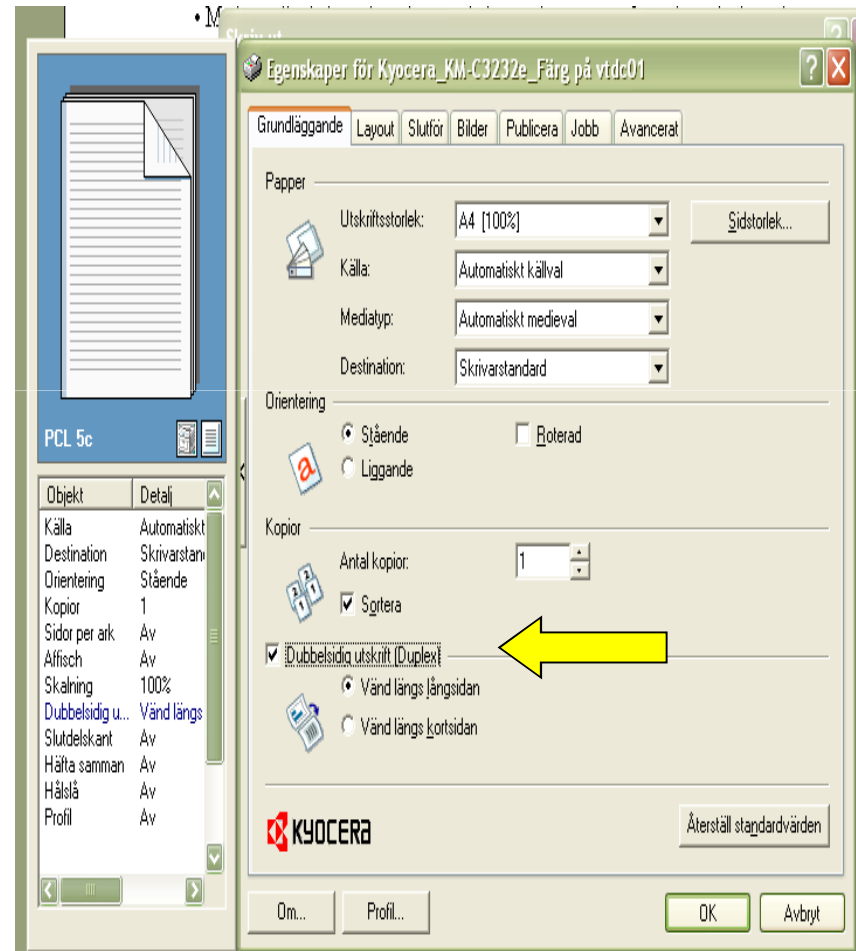 • M
Skriv ut
Egenskaper för Kyocera_KM-C3232e_Färg på vtdc01
Grundläggande Layout Slutför Bilder Publicera Jobb Avancerat
Papper
Utskriftsstorlek: A4 [100%] Sidstorlek...
Källa: Automatiskt källval
Mediatyp: Automatiskt medieval
Destination: Skrivarstandard
Orientering
Stående Roterad
Liggande
Kopior
Antal kopior: 1
Sortera
Dubbelsidig utskrift (Duplex)
Vänd längs långsidan
Vänd längs kortsidan
KYOCERA
Återställ standardvärden
Om... Profil... OK Avbryt
PCL 5c
Objekt Detalj
Källa Automatiskt
Destination Skrivarstan
Orientering Stående
Kopior 1
Sidor per ark Av
Affisch Av
Skalning 100%
Dubbelsidig u... Vänd längs
Slutdelskant Av
Häfta samman Av
Hålslå Av
Profil Av